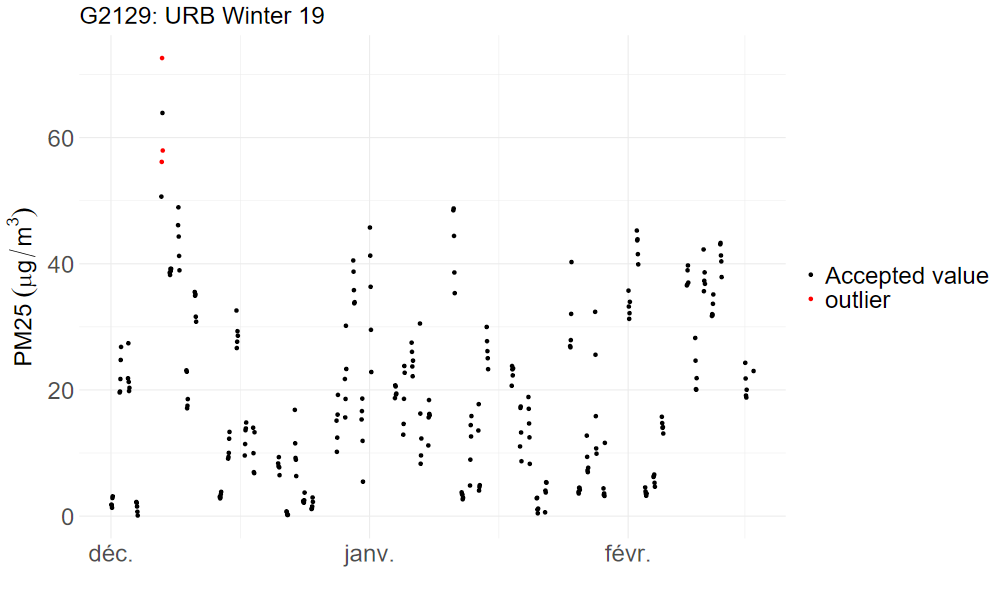 G2129: URB Winter 19
PM25 (μg/m³)
60
40
20
0
déc.
janv.
févr.
Accepted value
outlier